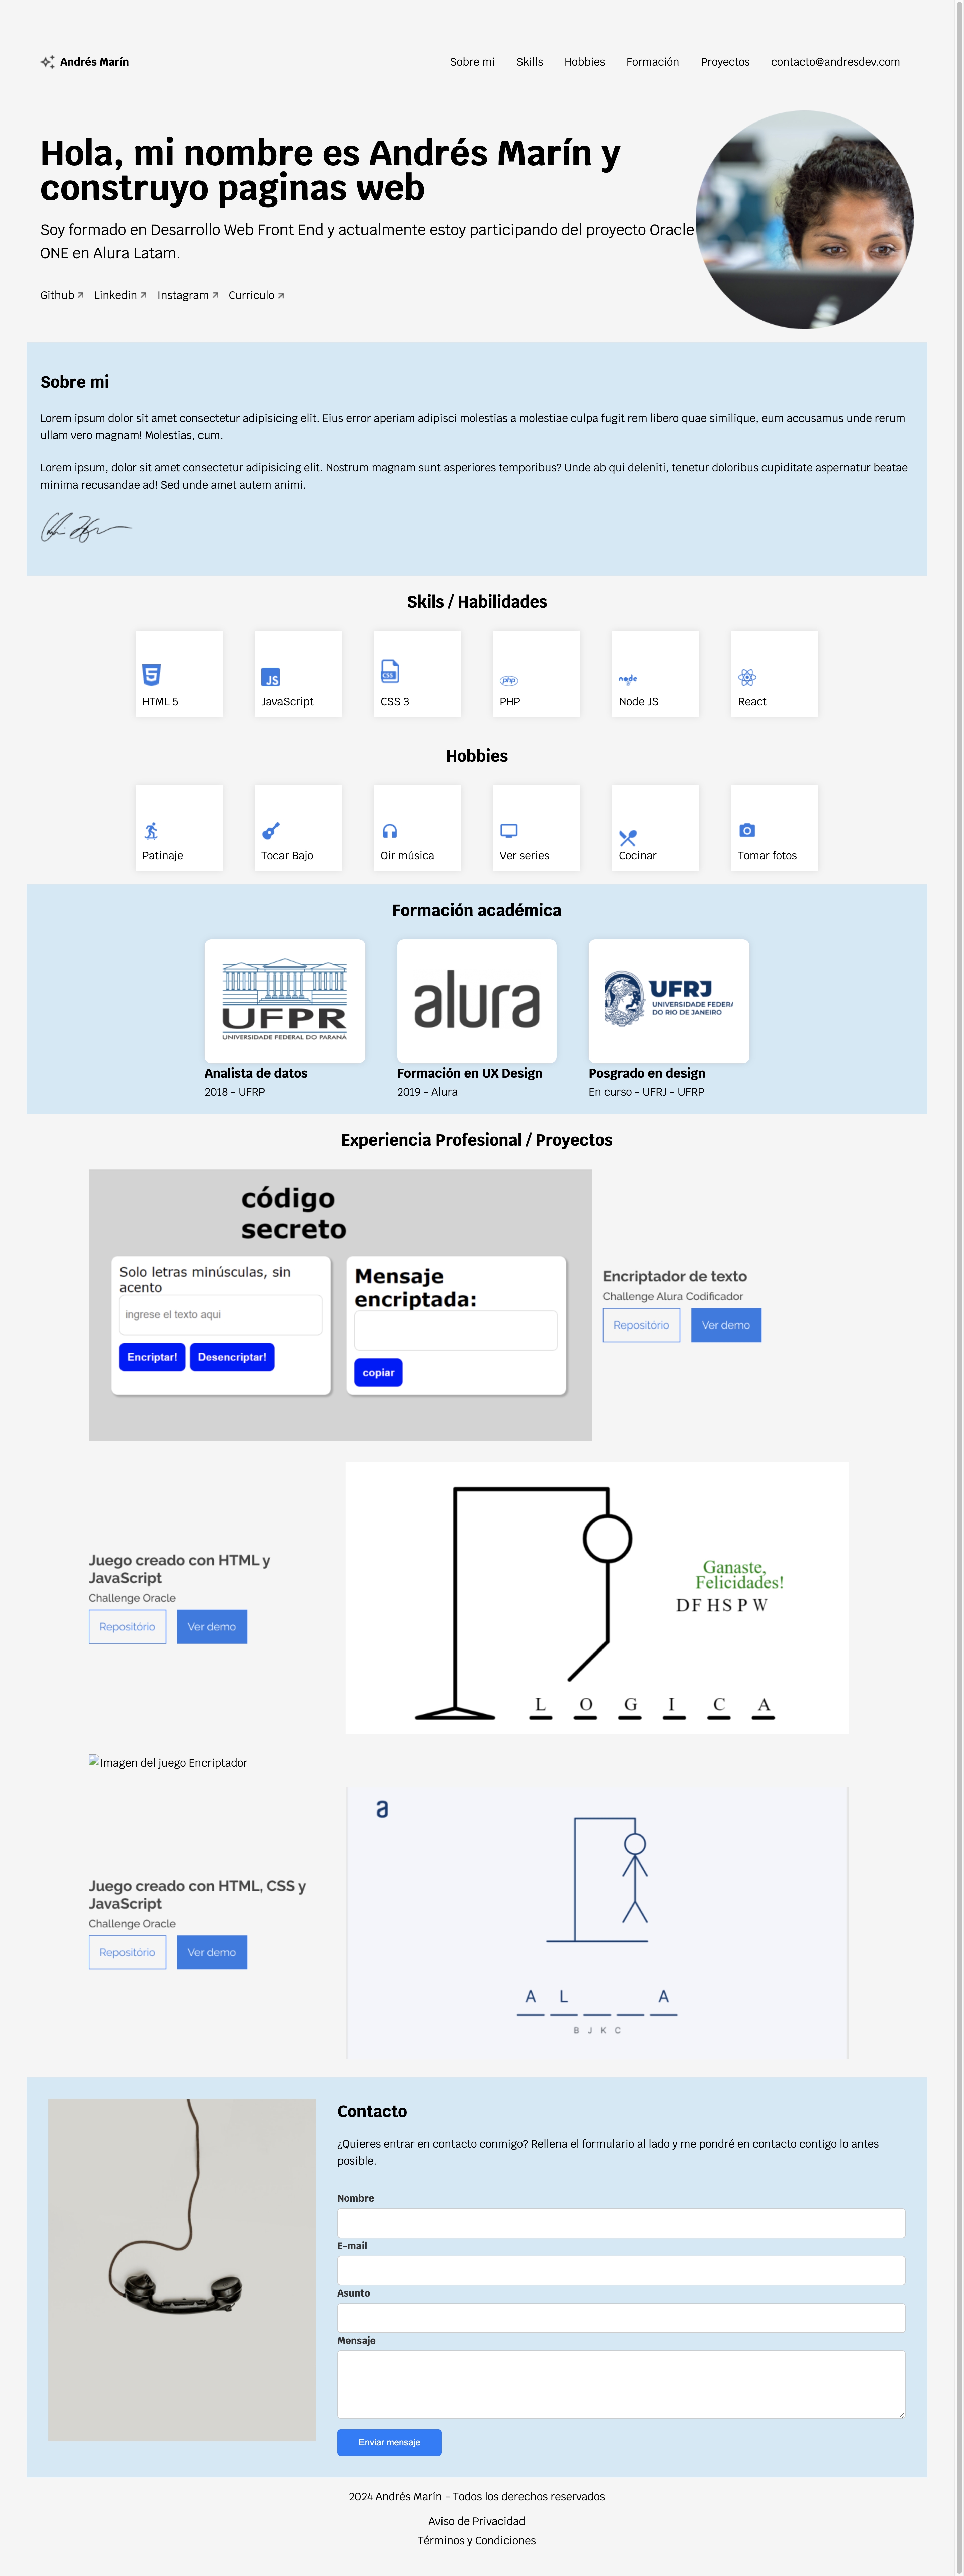 Andrés Marín
Sobre mi
Skills
Hobbies
Formación
Proyectos
contacto@andresdev.com
Hola, mi nombre es Andrés Marín y
construyo paginas web
Soy formado en Desarrollo Web Front End y actualmente estoy participando del proyecto Oracle
ONE en Alura Latam.
Github
Linkedin
Instagram
Curriculo
Sobre mi
Lorem ipsum dolor sit amet consectetur adipisicing elit. Eius error aperiam adipisci molestias a molestiae culpa fugit rem libero quae similique, eum accusamus unde rerum
ullam vero magnam! Molestias, cum.
Lorem ipsum, dolor sit amet consectetur adipisicing elit. Nostrum magnam sunt asperiores temporibus? Unde ab qui deleniti, tenetur doloribus cupiditate aspernatur beatae
minima recusandae ad! Sed unde amet autem animi.
Skils / Habilidades
JS
CSS
php
node
HTML 5
JavaScript
CSS 3
PHP
Node JS
React
Hobbies
Patinaje
Tocar Bajo
Oir música
Ver series
Cocinar
Tomar fotos
Formación académica
UFPR
UNIVERSIDADE FEDERAL DO PARANÁ
alura
UFRJ
UNIVERSIDADE FEDERA
DO RIO DE JANEIRO
Analista de datos
2018 - UFRP
Formación en UX Design
2019 - Alura
Posgrado en design
En curso - UFRJ - UFRP
Experiencia Profesional / Proyectos
código
secreto
Solo letras minúsculas, sin
acento
ingrese el texto aqui
Encriptar!
Desencriptar!
Mensaje
encriptada:
copiar
Encriptador de texto
Challenge Alura Codificador
Repositório
Ver demo
Juego creado con HTML y
JavaScript
Challenge Oracle
Repositório
Ver demo
Ganaste,
Felicidades!
D F H S P W
L O G I C A
Imagen del juego Encriptador
Juego creado con HTML, CSS y
JavaScript
Challenge Oracle
Repositório
Ver demo
a
A L A
B J K C
Contacto
¿Quieres entrar en contacto conmigo? Rellena el formulario al lado y me pondré en contacto contigo lo antes
posible.
Nombre
E-mail
Asunto
Mensaje
Enviar mensaje
2024 Andrés Marín - Todos los derechos reservados
Aviso de Privacidad
Términos y Condiciones